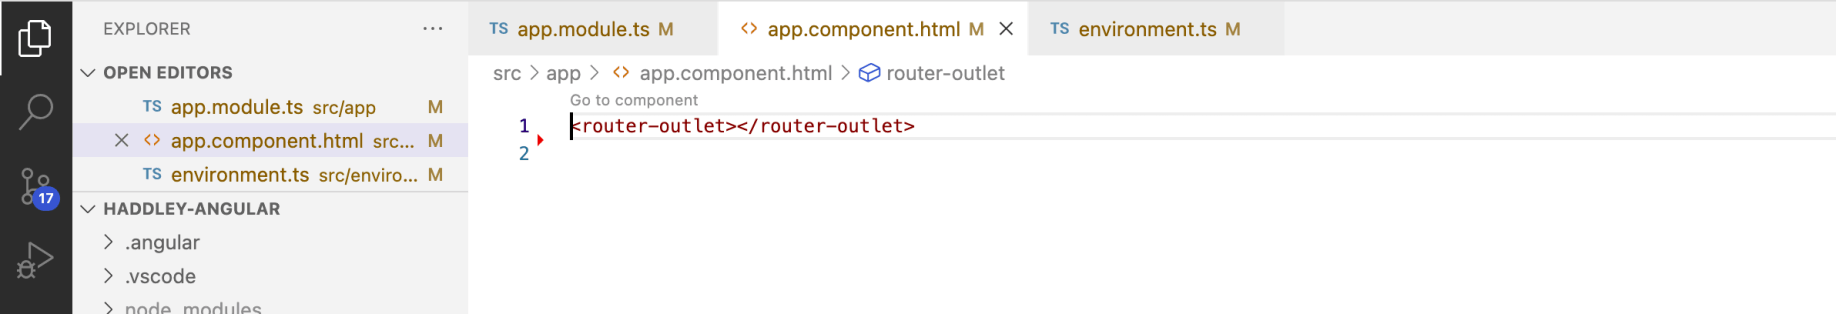 EXPLORER ...
OPEN EDITORS
TS app.module.ts src/app M
<> app.component.html src... M
TS environment.ts src/enviro... M
HADDLEY-ANGULAR
.angular
.vscode
node_modules
17
TS app.module.ts M
<> app.component.html M
TS environment.ts M
src > app > <> app.component.html > router-outlet
Go to component
1 <router-outlet></router-outlet>
2